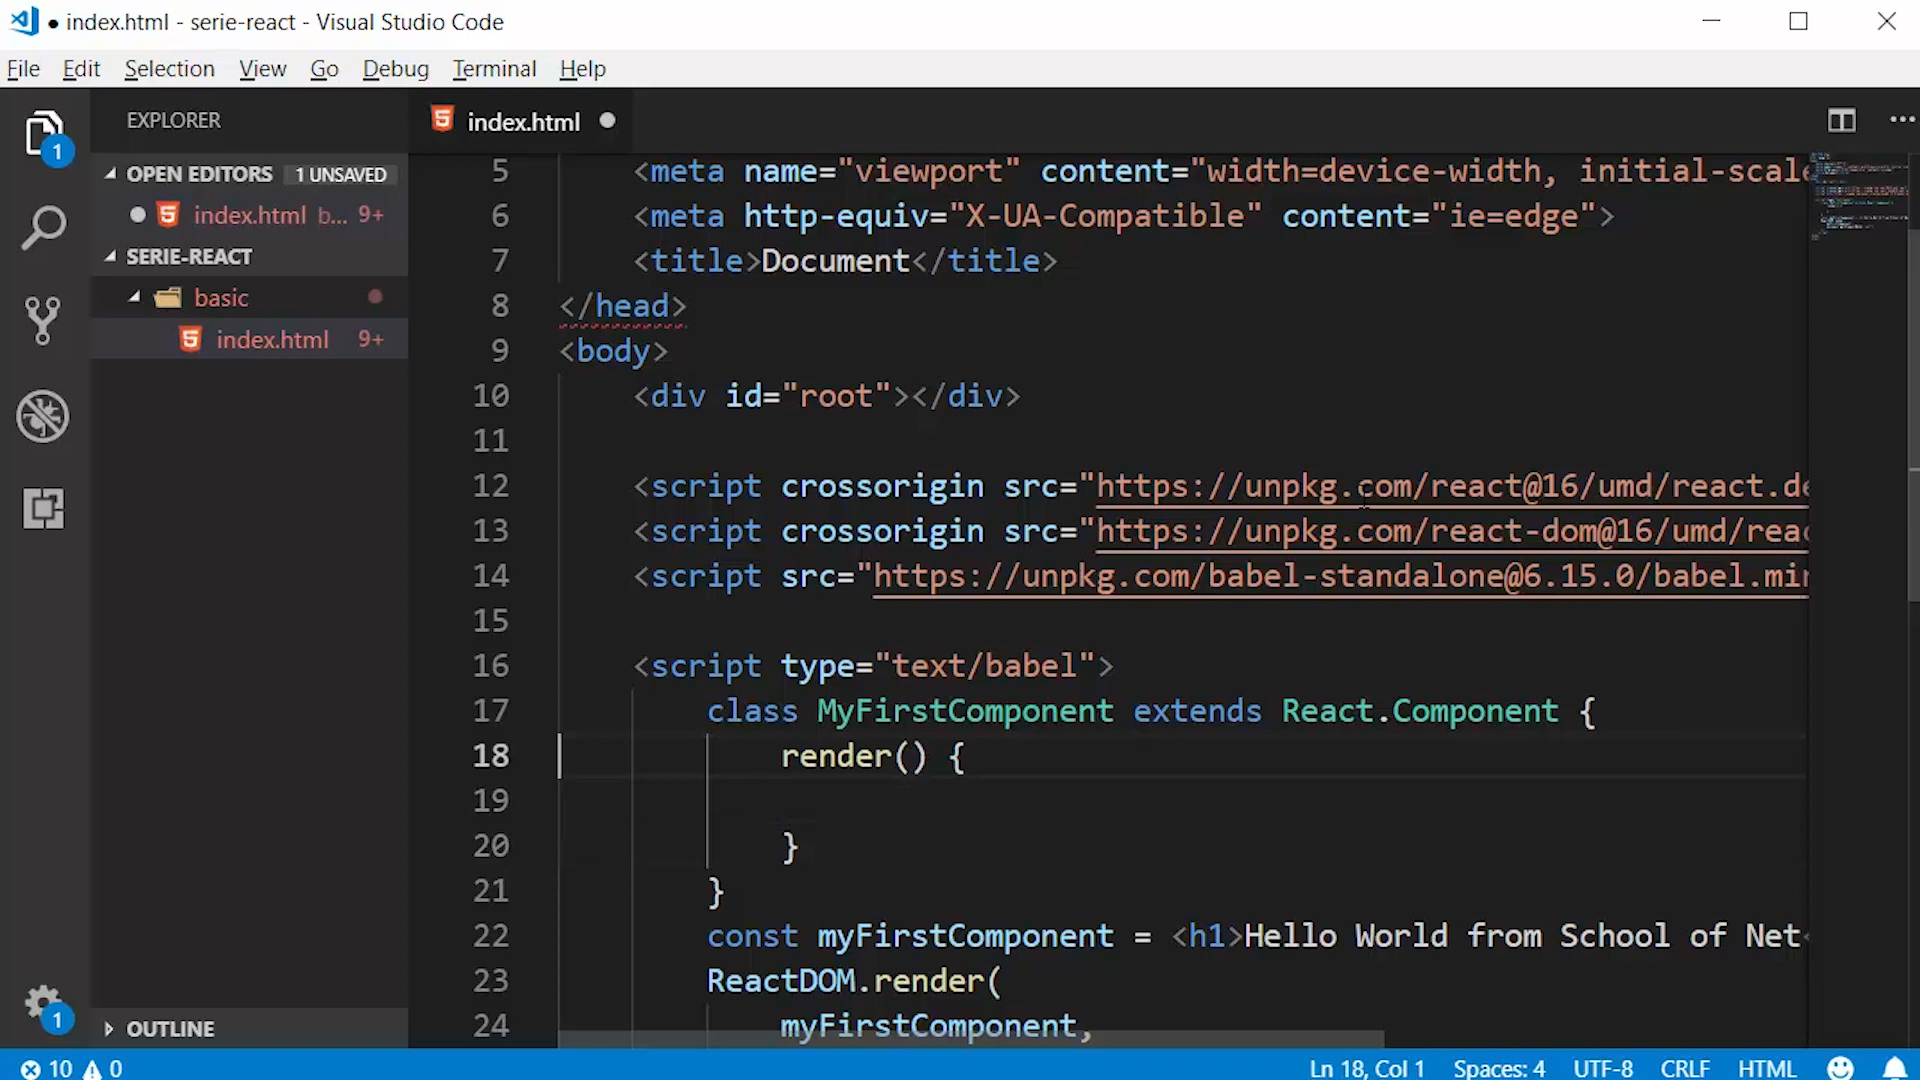 index.html - serie-react - Visual Studio Code
File Edit Selection View Go Debug Terminal Help
EXPLORER
index.html
1
OPEN EDITORS 1 UNSAVED
index.html b... 9+
SERIE-REACT
basic
index.html 9+
OUTLINE
1
5 <meta name="viewport" content="width=device-width, initial-scale
6 <meta http-equiv="X-UA-Compatible" content="ie=edge">
7 <title>Document</title>
8 </head>
9 <body>
10 <div id="root"></div>
11
12 <script crossorigin src="https://unpkg.com/react@16/umd/react.de
13 <script crossorigin src="https://unpkg.com/react-dom@16/umd/reac
14 <script src="https://unpkg.com/babel-standalone@6.15.0/babel.min
15
16 <script type="text/babel">
17 class MyFirstComponent extends React.Component {
18 render() {
19
20 }
21 }
22 const myFirstComponent = <h1>Hello World from School of Net<
23 ReactDOM.render(
24 myFirstComponent,
10 0 Ln 18, Col 1 Spaces: 4 UTF-8 CRLF HTML